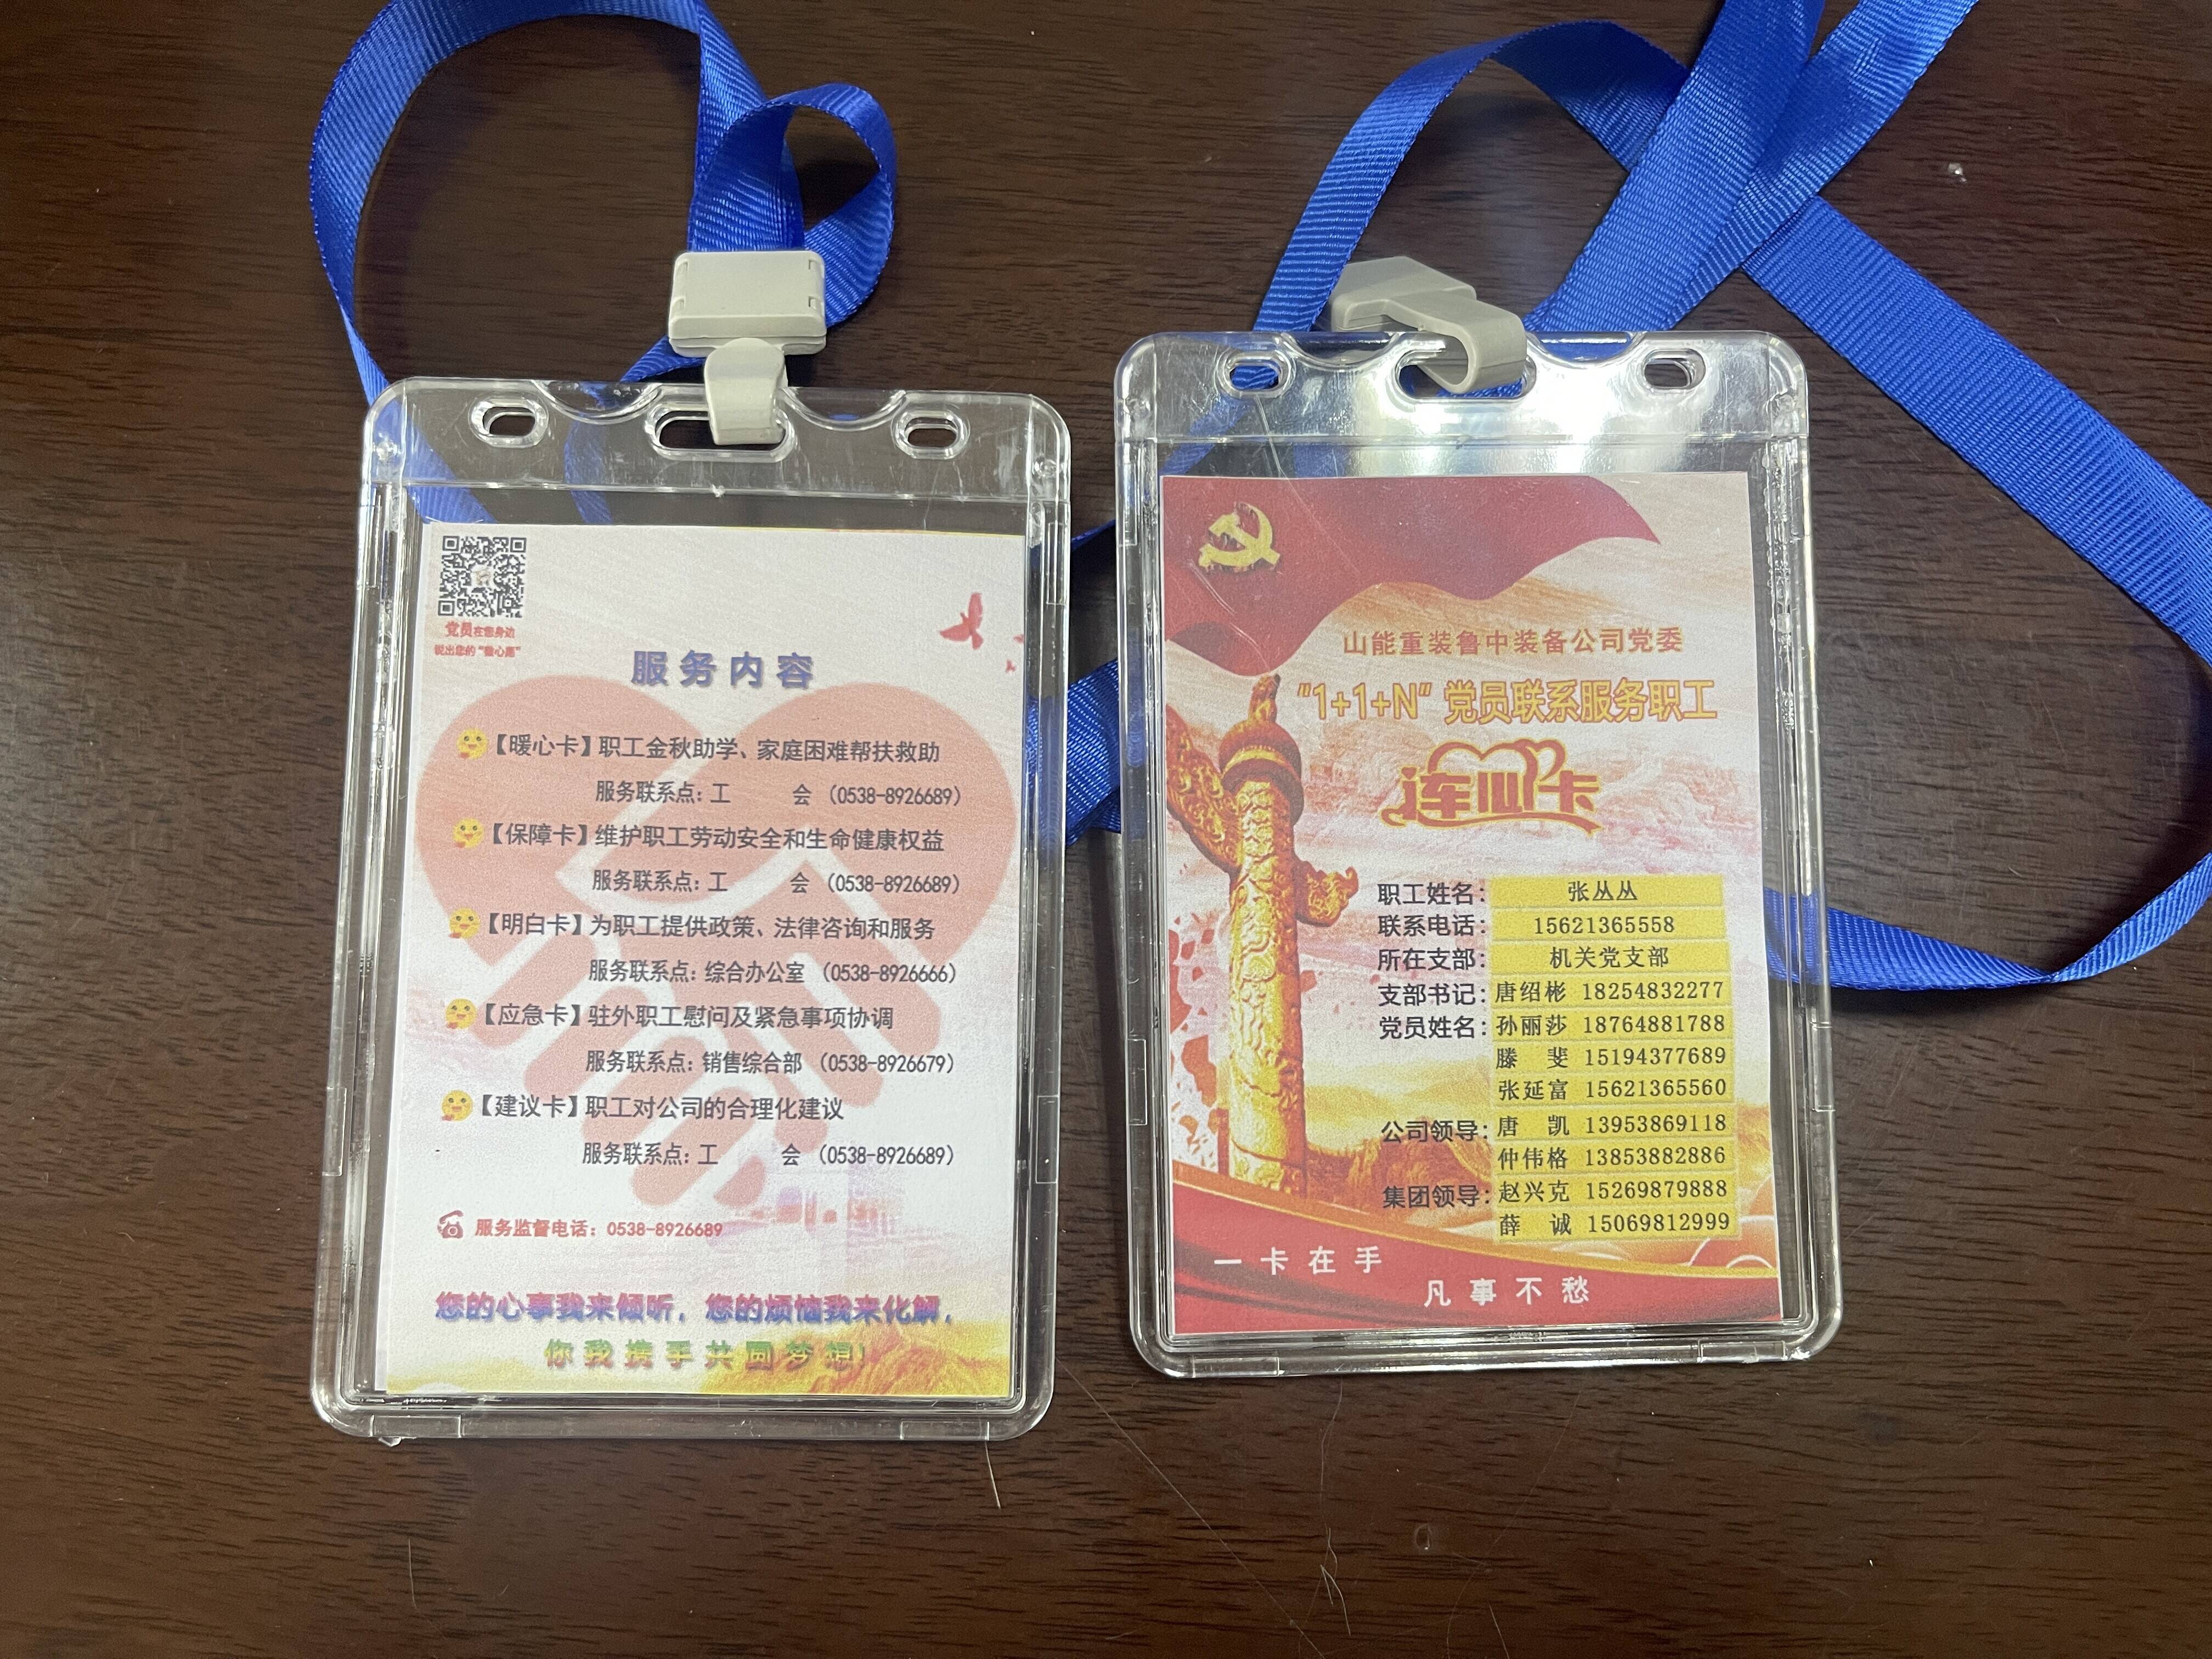 党员在您身边
说出您的“微心愿”
服务内容
【暖心卡】职工金秋助学、家庭困难帮扶救助
服务联系点：工　　会（0538-8926689）
【保障卡】维护职工劳动安全和生命健康权益
服务联系点：工　　会（0538-8926689）
【明白卡】为职工提供政策、法律咨询和服务
服务联系点：综合办公室（0538-8926666）
【应急卡】驻外职工慰问及紧急事项协调
服务联系点：销售综合部（0538-8926679）
【建议卡】职工对公司的合理化建议
服务联系点：工　　会（0538-8926689）
服务监督电话：0538-8926689
您的心事我来倾听，您的烦恼我来化解，
你我携手共圆梦想！
山能重装鲁中装备公司党委
"1+1+N"党员联系服务职工
连心卡
职工姓名：张丛丛
联系电话：15621365558
所在支部：机关党支部
支部书记：唐绍彬 18254832277
党员姓名：孙丽莎 18764881788
滕　斐 15194377689
张延富 15621365560
公司领导：唐　凯 13953869118
仲伟格 13853882886
集团领导：赵兴克 15269879888
薛　诚 15069812999
一卡在手
凡事不愁